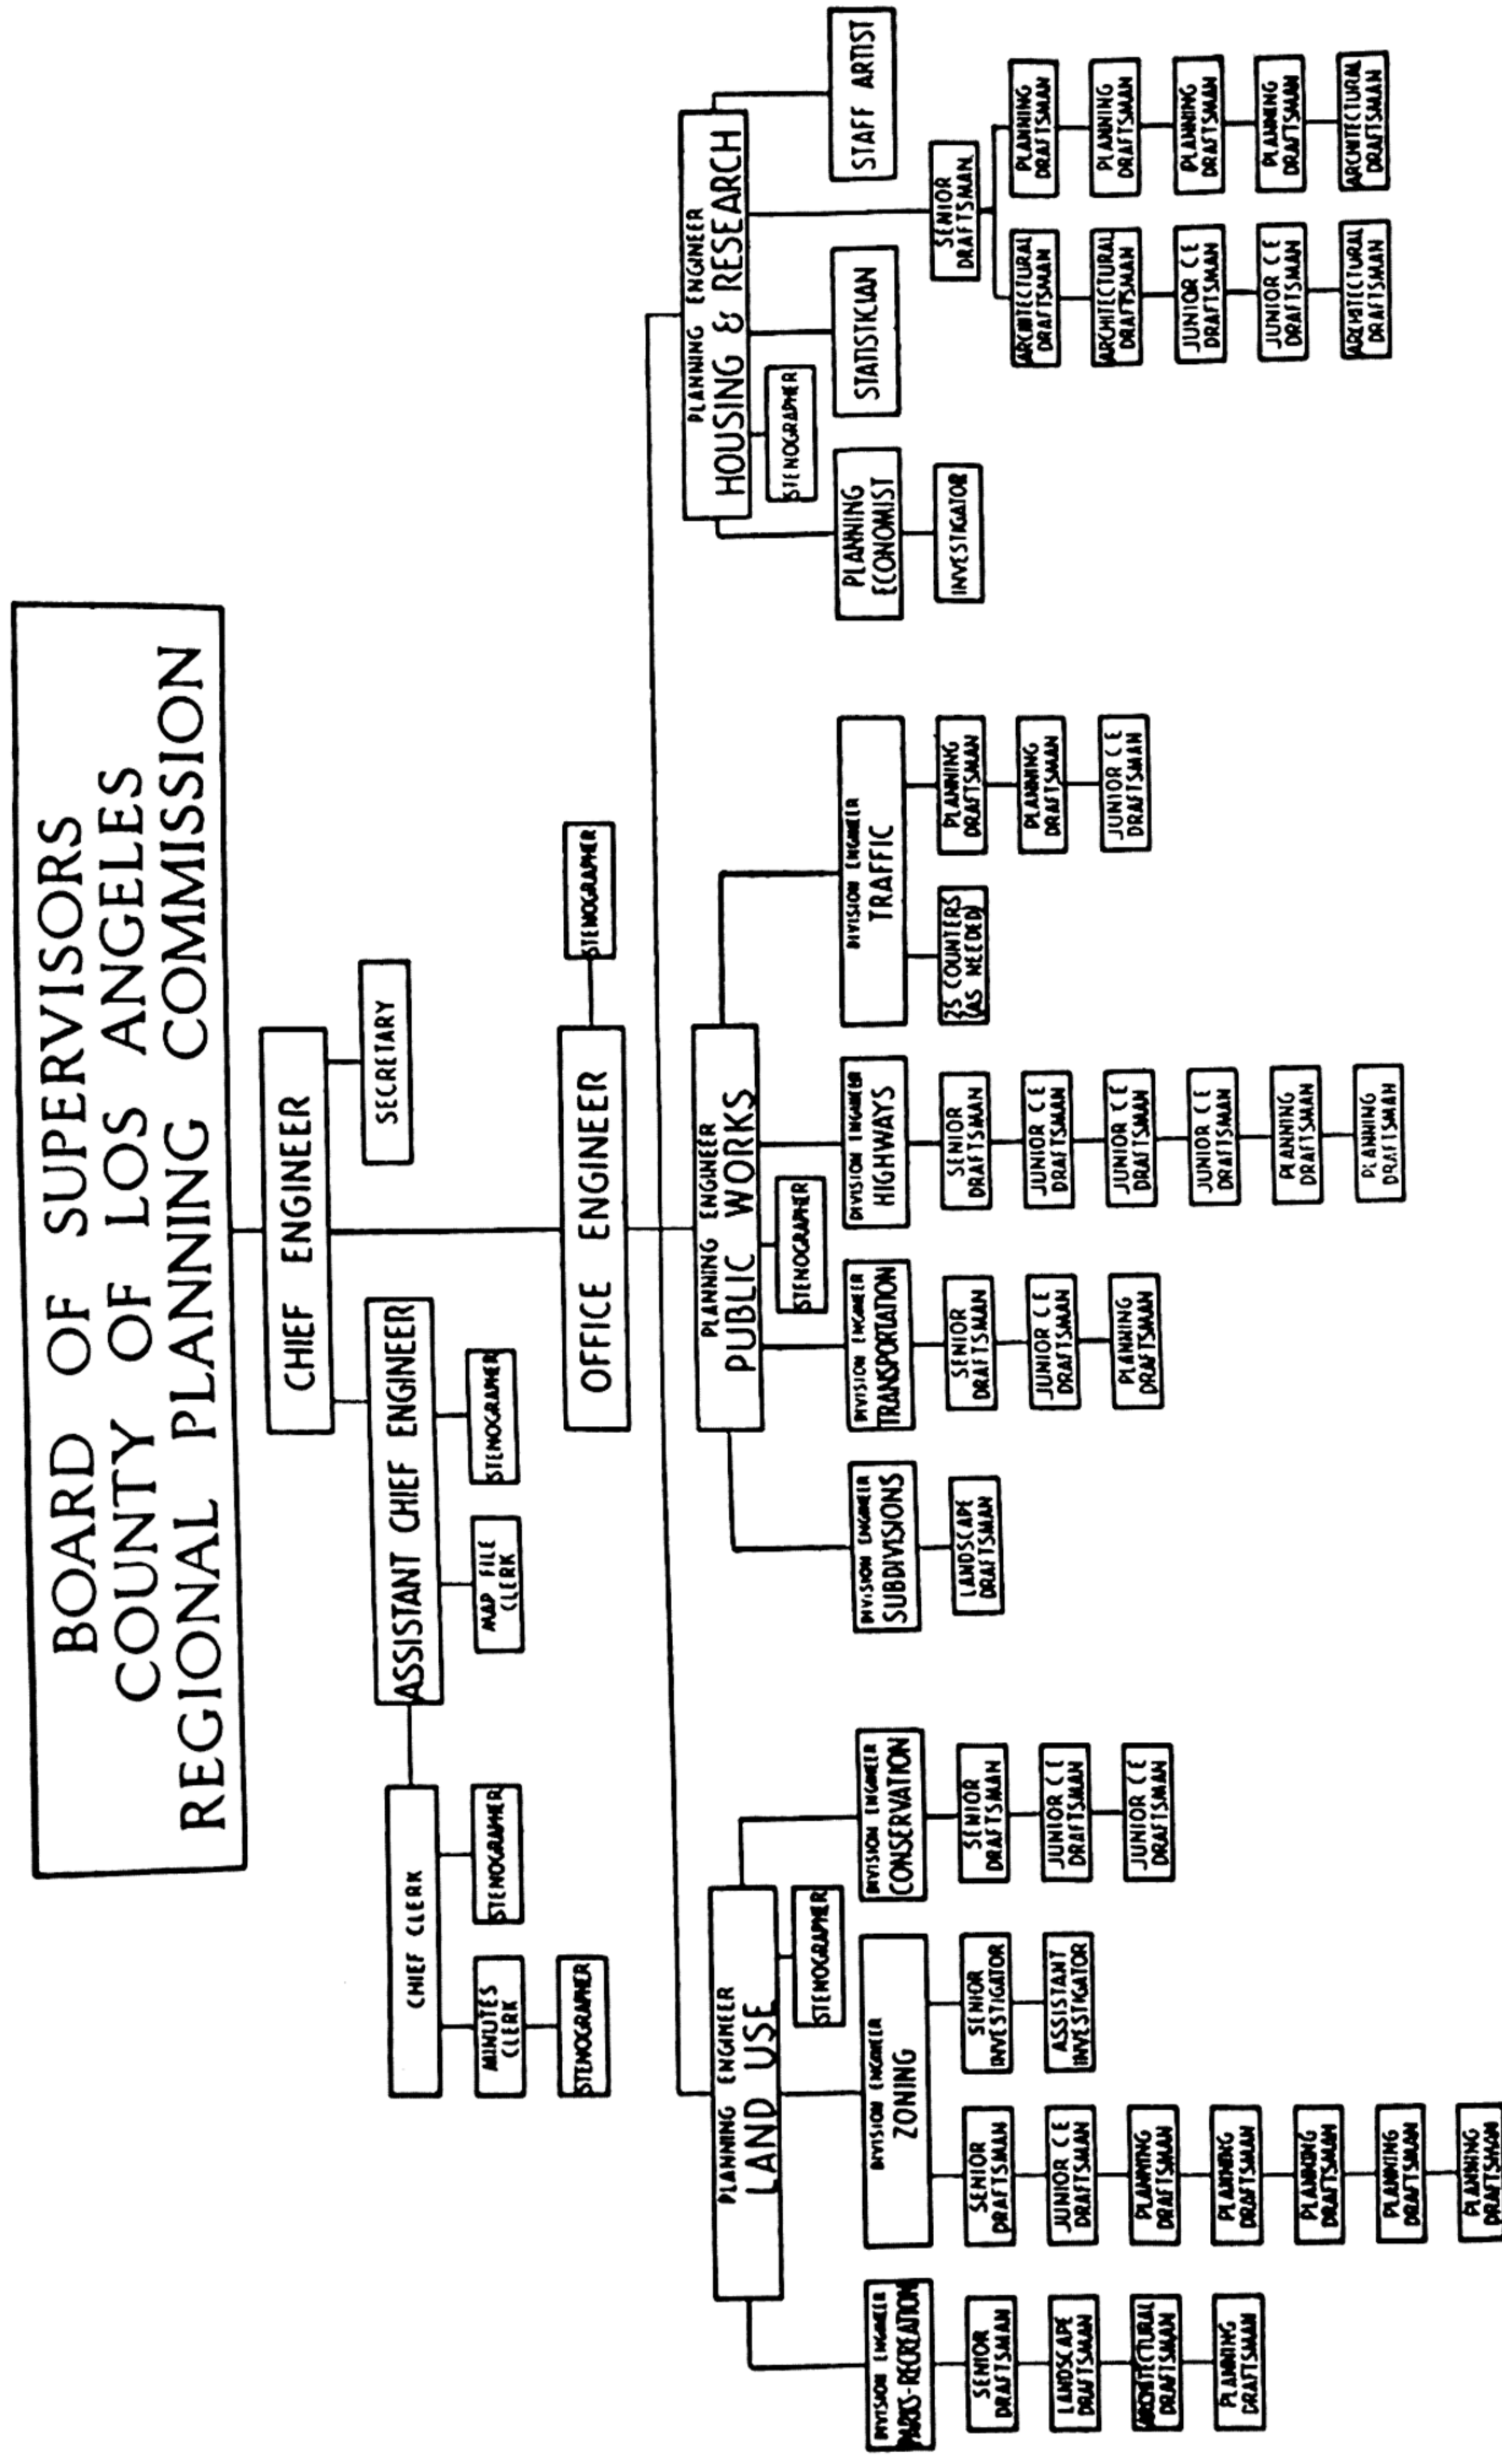 BOARD OF SUPERVISORS
COUNTY OF LOS ANGELES
REGIONAL PLANNING COMMISSION
CHIEF ENGINEER
SECRETARY
ASSISTANT CHIEF ENGINEER
CHIEF CLERK
MAP FILE
CLERK
STENOGRAPHER
STENOGRAPHER
MINUTES
CLERK
STENOGRAPHER
OFFICE ENGINEER
STENOGRAPHER
PLANNING ENGINEER
LAND USE
STENOGRAPHER
DIVISION ENGINEER
PARKS-RECREATION
SENIOR
DRAFTSMAN
LANDSCAPE
DRAFTSMAN
ARCHITECTURAL
DRAFTSMAN
PLANNING
DRAFTSMAN
DIVISION ENGINEER
ZONING
SENIOR
DRAFTSMAN
JUNIOR C E
DRAFTSMAN
PLANNING
DRAFTSMAN
PLANNING
DRAFTSMAN
PLANNING
DRAFTSMAN
PLANNING
DRAFTSMAN
PLANNING
DRAFTSMAN
SENIOR
INVESTIGATOR
ASSISTANT
INVESTIGATOR
DIVISION ENGINEER
CONSERVATION
SENIOR
DRAFTSMAN
JUNIOR C E
DRAFTSMAN
JUNIOR C E
DRAFTSMAN
PLANNING ENGINEER
PUBLIC WORKS
STENOGRAPHER
DIVISION ENGINEER
SUBDIVISIONS
LANDSCAPE
DRAFTSMAN
DIVISION ENGINEER
TRANSPORTATION
SENIOR
DRAFTSMAN
JUNIOR C E
DRAFTSMAN
PLANNING
DRAFTSMAN
DIVISION ENGINEER
HIGHWAYS
SENIOR
DRAFTSMAN
JUNIOR C E
DRAFTSMAN
JUNIOR C E
DRAFTSMAN
JUNIOR C E
DRAFTSMAN
PLANNING
DRAFTSMAN
PLANNING
DRAFTSMAN
DIVISION ENGINEER
TRAFFIC
25 COUNTERS
(AS NEEDED)
PLANNING
DRAFTSMAN
PLANNING
DRAFTSMAN
JUNIOR C E
DRAFTSMAN
PLANNING ENGINEER
HOUSING & RESEARCH
STENOGRAPHER
PLANNING
ECONOMIST
INVESTIGATOR
STATISTICIAN
SENIOR
DRAFTSMAN
ARCHITECTURAL
DRAFTSMAN
ARCHITECTURAL
DRAFTSMAN
JUNIOR C E
DRAFTSMAN
JUNIOR C E
DRAFTSMAN
ARCHITECTURAL
DRAFTSMAN
PLANNING
DRAFTSMAN
PLANNING
DRAFTSMAN
PLANNING
DRAFTSMAN
PLANNING
DRAFTSMAN
ARCHITECTURAL
DRAFTSMAN
STAFF ARTIST